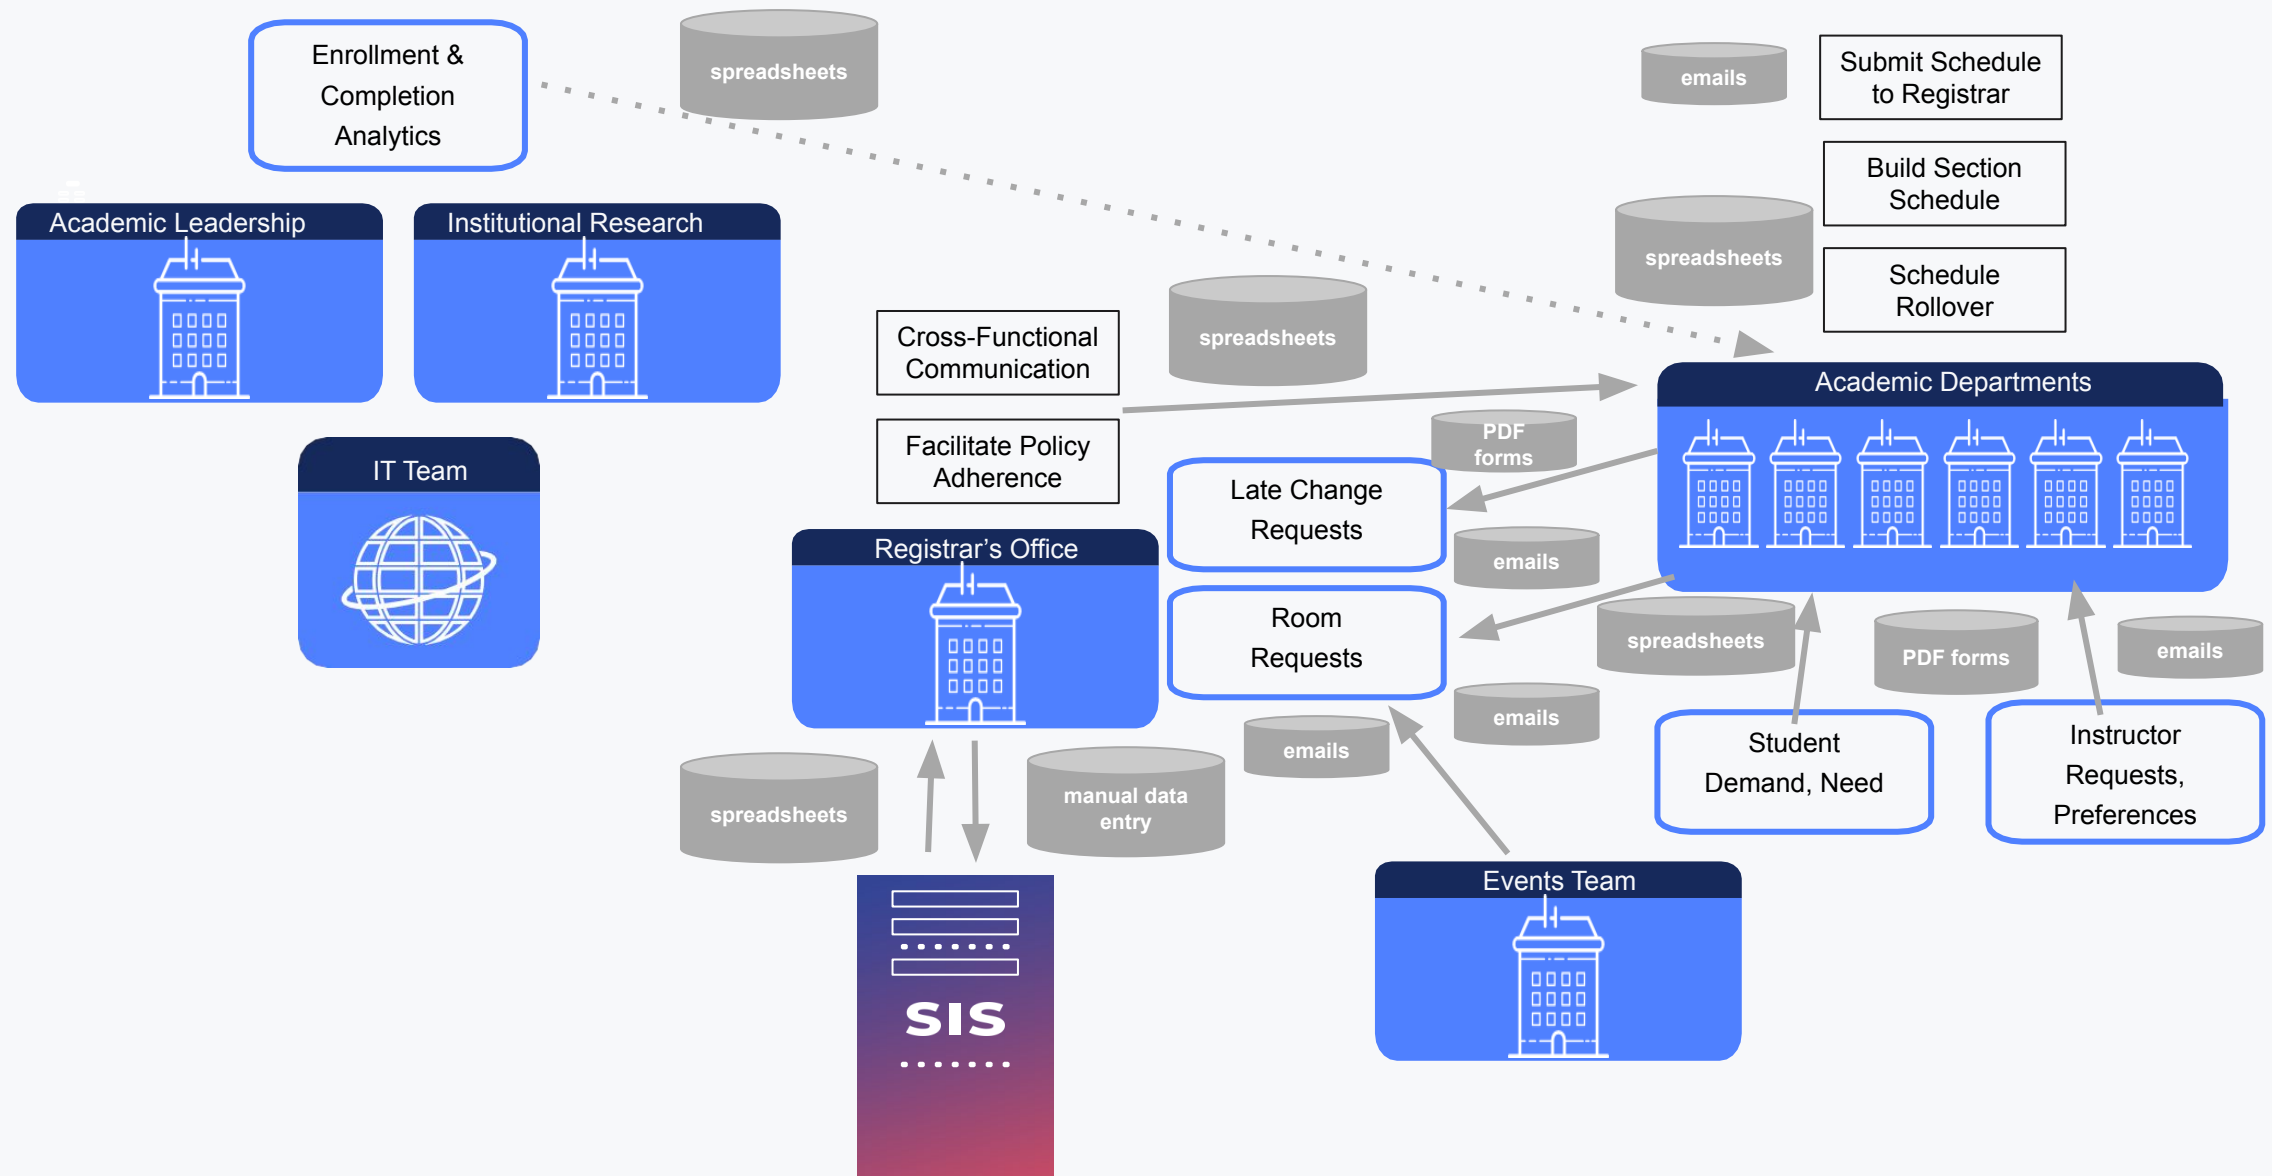 Enrollment &
Completion
Analytics
spreadsheets
emails
Submit Schedule
to Registrar
Build Section
Schedule
spreadsheets
Schedule
Rollover
Academic Leadership
Institutional Research
Cross-Functional
Communication
spreadsheets
Facilitate Policy
Adherence
Academic Departments
PDF
forms
IT Team
Late Change
Requests
emails
Registrar’s Office
Room
Requests
spreadsheets
PDF forms
emails
emails
emails
Student
Demand, Need
Instructor
Requests,
Preferences
spreadsheets
manual data
entry
Events Team
SIS